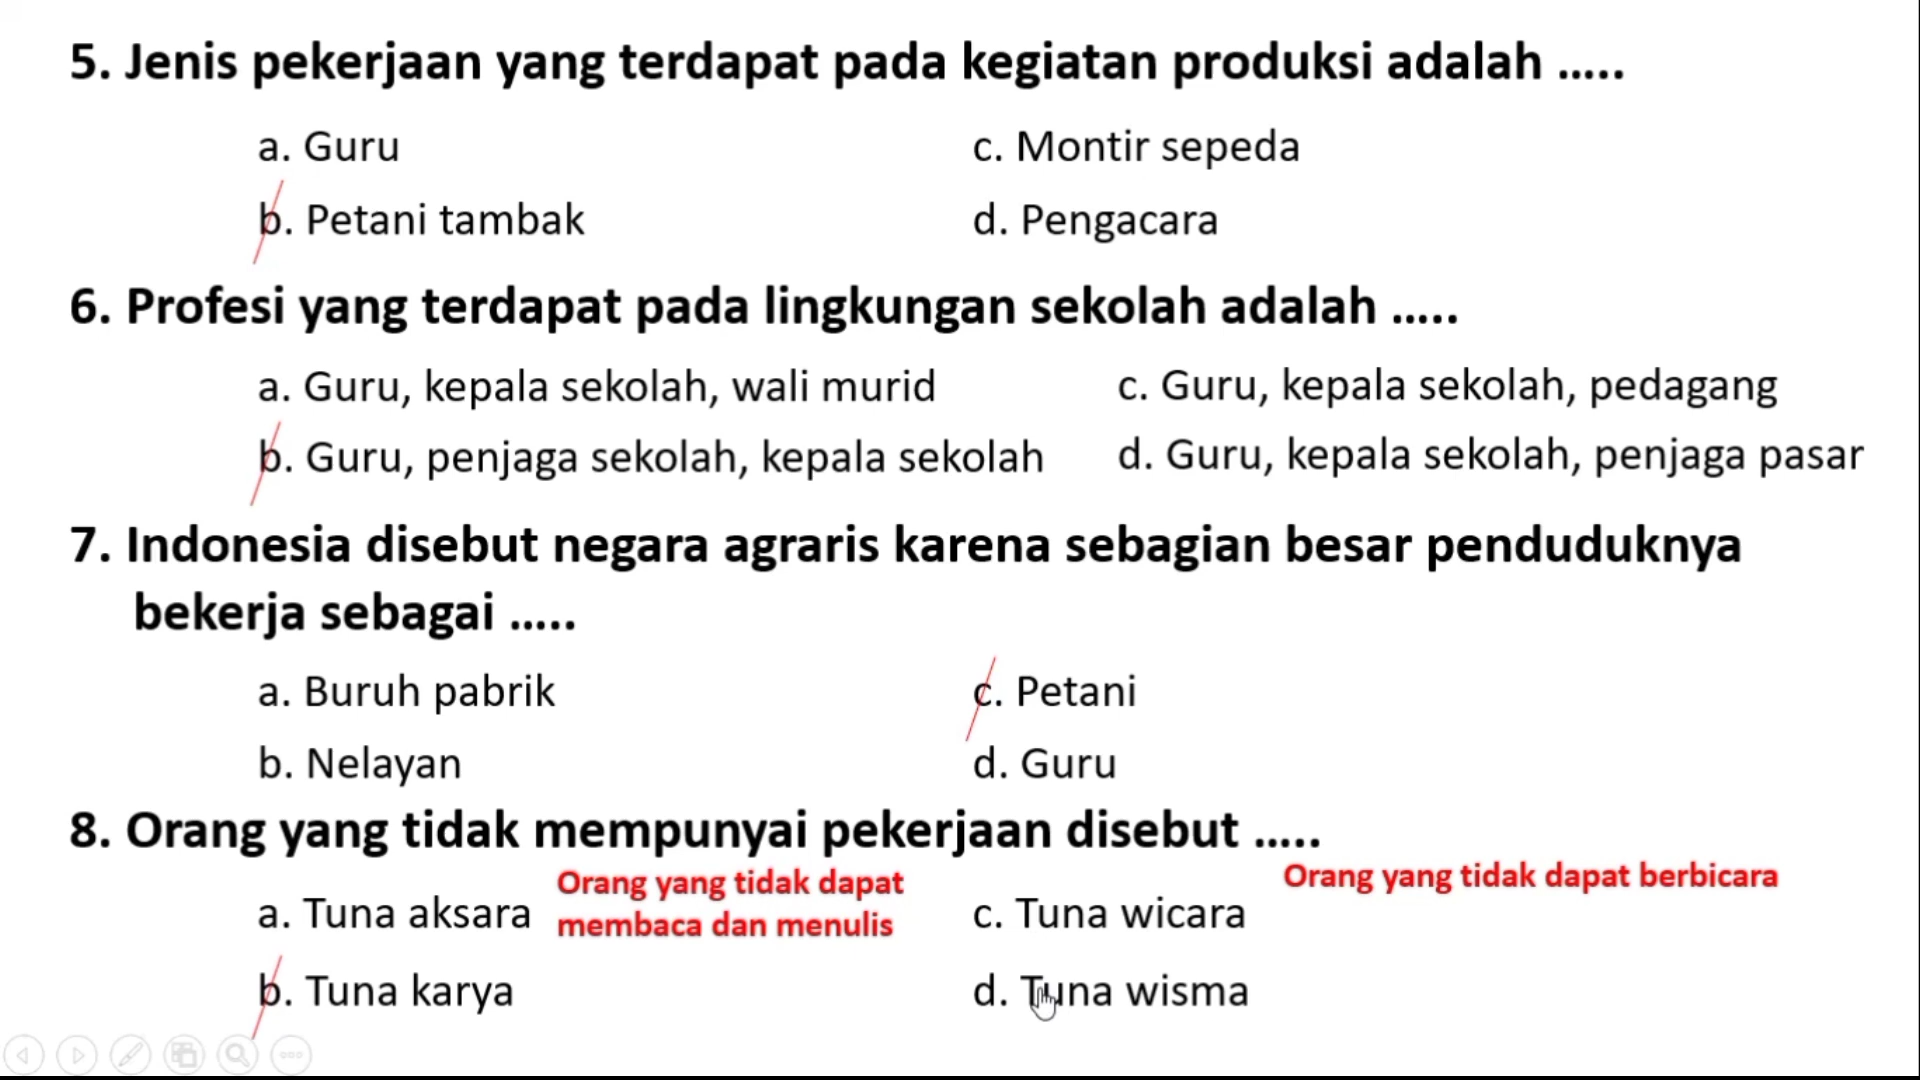 5. Jenis pekerjaan yang terdapat pada kegiatan produksi adalah .....
a. Guru
c. Montir sepeda
b. Petani tambak
d. Pengacara
6. Profesi yang terdapat pada lingkungan sekolah adalah .....
a. Guru, kepala sekolah, wali murid
c. Guru, kepala sekolah, pedagang
b. Guru, penjaga sekolah, kepala sekolah
d. Guru, kepala sekolah, penjaga pasar
7. Indonesia disebut negara agraris karena sebagian besar penduduknya
bekerja sebagai .....
a. Buruh pabrik
c. Petani
b. Nelayan
d. Guru
8. Orang yang tidak mempunyai pekerjaan disebut .....
a. Tuna aksara
Orang yang tidak dapat
membaca dan menulis
c. Tuna wicara
Orang yang tidak dapat berbicara
b. Tuna karya
d. Tuna wisma